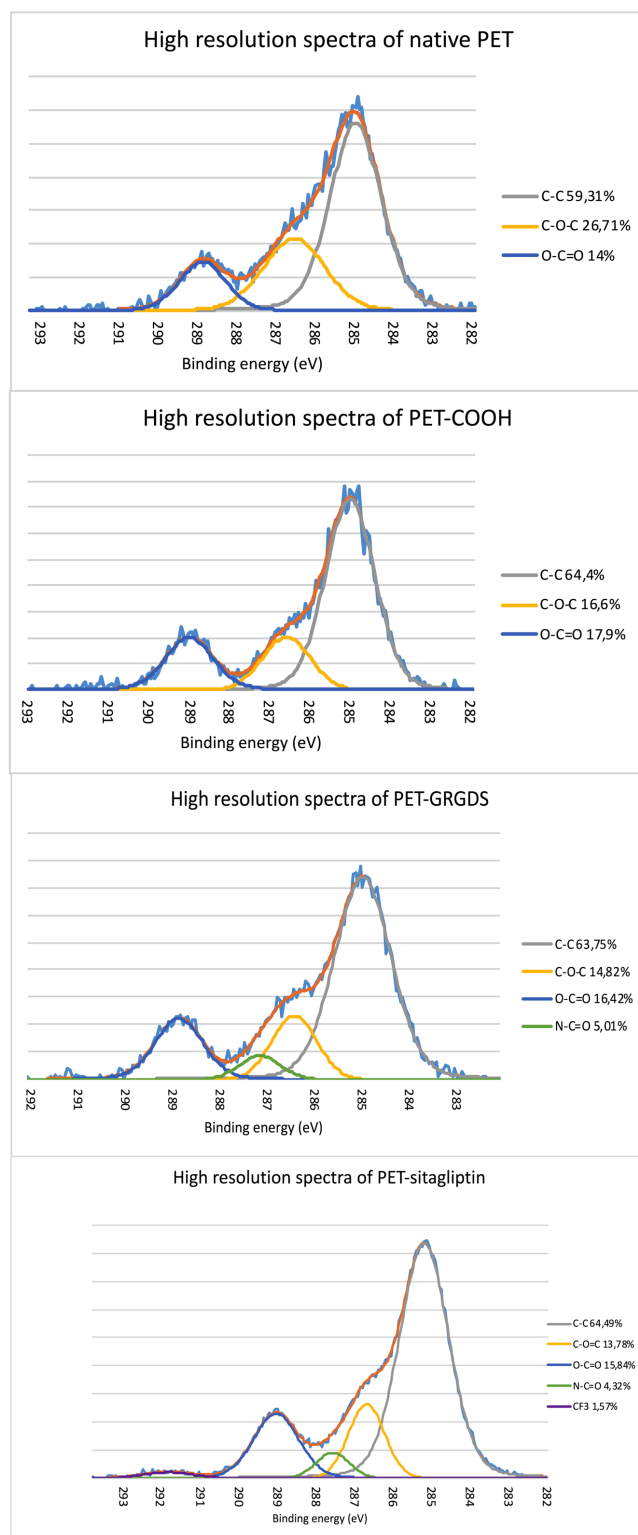 High resolution spectra of native PET
C-C 59,31%
C-O-C 26,71%
O-C=O 14%
293 292 291 290 289 288 287 286 285 284 283 282
Binding energy (eV)
High resolution spectra of PET-COOH
C-C 64,4%
C-O-C 16,6%
O-C=O 17,9%
293 292 291 290 289 288 287 286 285 284 283 282
Binding energy (eV)
High resolution spectra of PET-GRGDS
C-C 63,75%
C-O-C 14,82%
O-C=O 16,42%
N-C=O 5,01%
292 291 290 289 288 287 286 285 284 283
Binding energy (eV)
High resolution spectra of PET-sitagliptin
C-C 64,49%
C-O=C 13,78%
O-C=O 15,84%
N-C=O 4,32%
CF3 1,57%
293 292 291 290 289 288 287 286 285 284 283 282
Binding energy (eV)